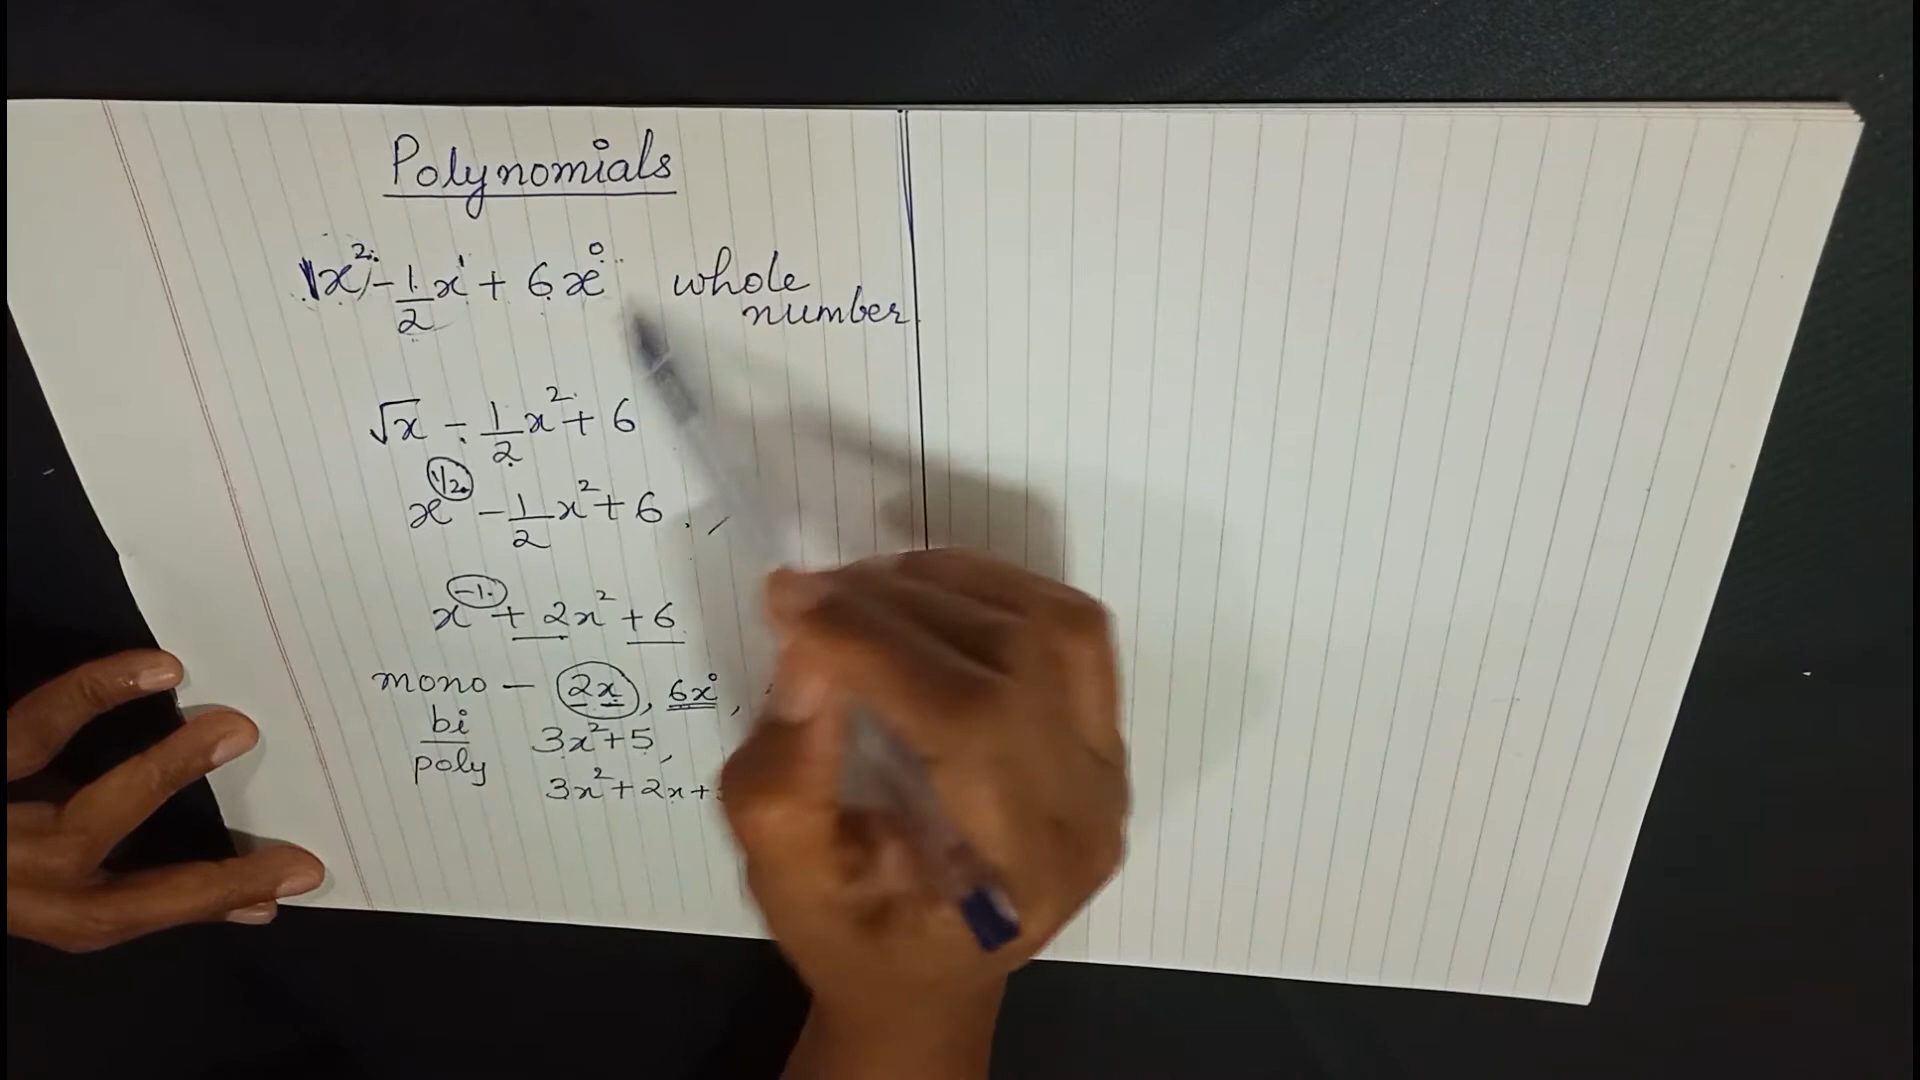 Polynomials
1x² - 1/2 x¹ + 6x⁰ whole
number
√x - 1/2 x² + 6
x^(1/2) - 1/2 x² + 6
x^(-1) + 2x² + 6
mono - 2x, 6x⁰,
bi 3x² + 5,
poly
3x² + 2x +